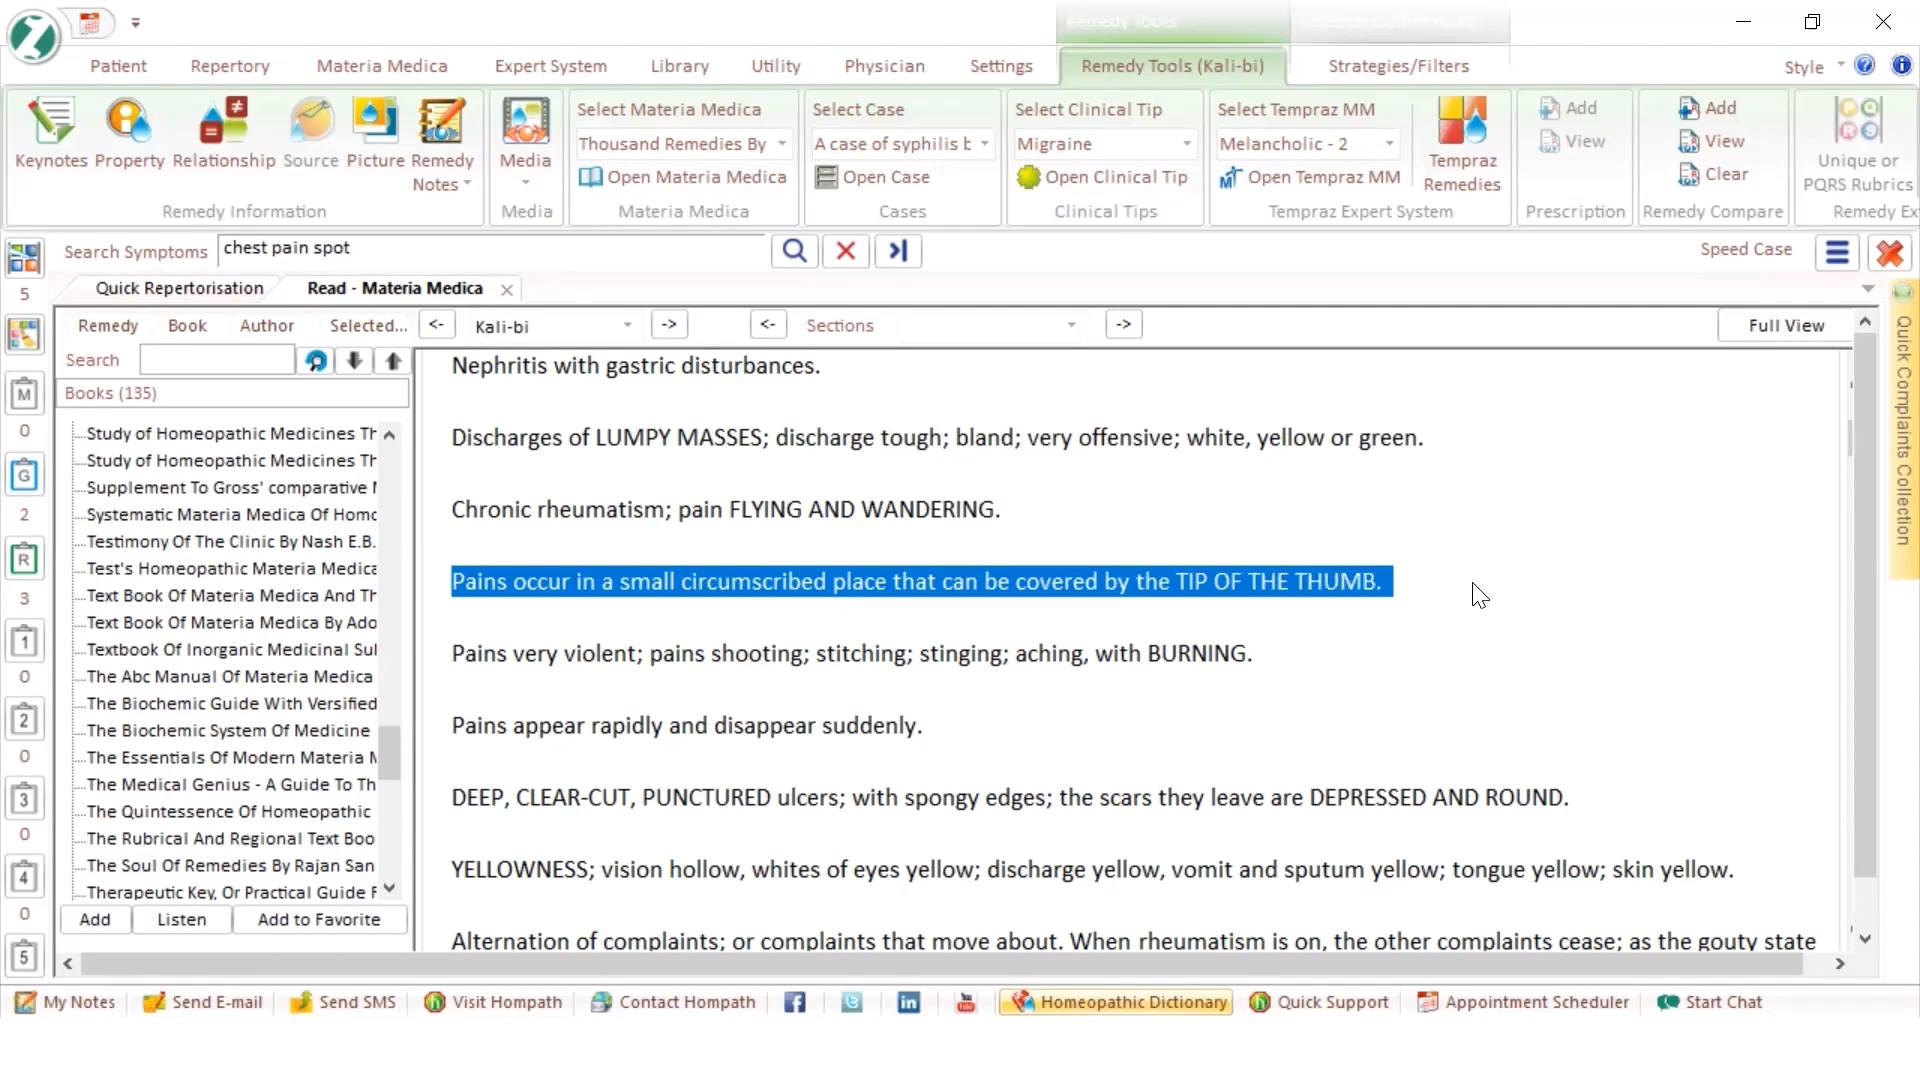 Remedy Tools
Patient Repertory Materia Medica Expert System Library Utility Physician Settings Remedy Tools (Kali-bi) Strategies/Filters Style
Keynotes Property Relationship Source Picture Remedy Notes
Remedy Information
Media
Media
Select Materia Medica
Thousand Remedies By
Open Materia Medica
Materia Medica
Select Case
A case of syphilis b
Open Case
Cases
Select Clinical Tip
Migraine
Open Clinical Tip
Clinical Tips
Select Tempraz MM
Melancholic - 2
Open Tempraz MM
Tempraz Remedies
Tempraz Expert System
Add
View
Prescription
Add
View
Clear
Remedy Compare
Unique or
PQRS Rubrics
Remedy Ex
Search Symptoms chest pain spot Speed Case
Quick Repertorisation Read - Materia Medica
Remedy Book Author Selected... <- Kali-bi -> <- Sections -> Full View
Search
Books (135)
Study of Homeopathic Medicines Th
Study of Homeopathic Medicines Th
Supplement To Gross' comparative M
Systematic Materia Medica Of Homo
Testimony Of The Clinic By Nash E.B.
Test's Homeopathic Materia Medica
Text Book Of Materia Medica And Th
Text Book Of Materia Medica By Ado
Textbook Of Inorganic Medicinal Sul
The Abc Manual Of Materia Medica
The Biochemic Guide With Versified
The Biochemic System Of Medicine
The Essentials Of Modern Materia M
The Medical Genius - A Guide To Th
The Quintessence Of Homeopathic
The Rubrical And Regional Text Boo
The Soul Of Remedies By Rajan San
Therapeutic Key, Or Practical Guide F
Add Listen Add to Favorite
Nephritis with gastric disturbances.
Discharges of LUMPY MASSES; discharge tough; bland; very offensive; white, yellow or green.
Chronic rheumatism; pain FLYING AND WANDERING.
Pains occur in a small circumscribed place that can be covered by the TIP OF THE THUMB.
Pains very violent; pains shooting; stitching; stinging; aching, with BURNING.
Pains appear rapidly and disappear suddenly.
DEEP, CLEAR-CUT, PUNCTURED ulcers; with spongy edges; the scars they leave are DEPRESSED AND ROUND.
YELLOWNESS; vision hollow, whites of eyes yellow; discharge yellow, vomit and sputum yellow; tongue yellow; skin yellow.
Alternation of complaints; or complaints that move about. When rheumatism is on, the other complaints cease; as the gouty state
5
M
0
G
2
R
3
1
0
2
0
3
0
4
0
5
Quick Complaints Collection
My Notes Send E-mail Send SMS Visit Hompath Contact Hompath Homeopathic Dictionary Quick Support Appointment Scheduler Start Chat